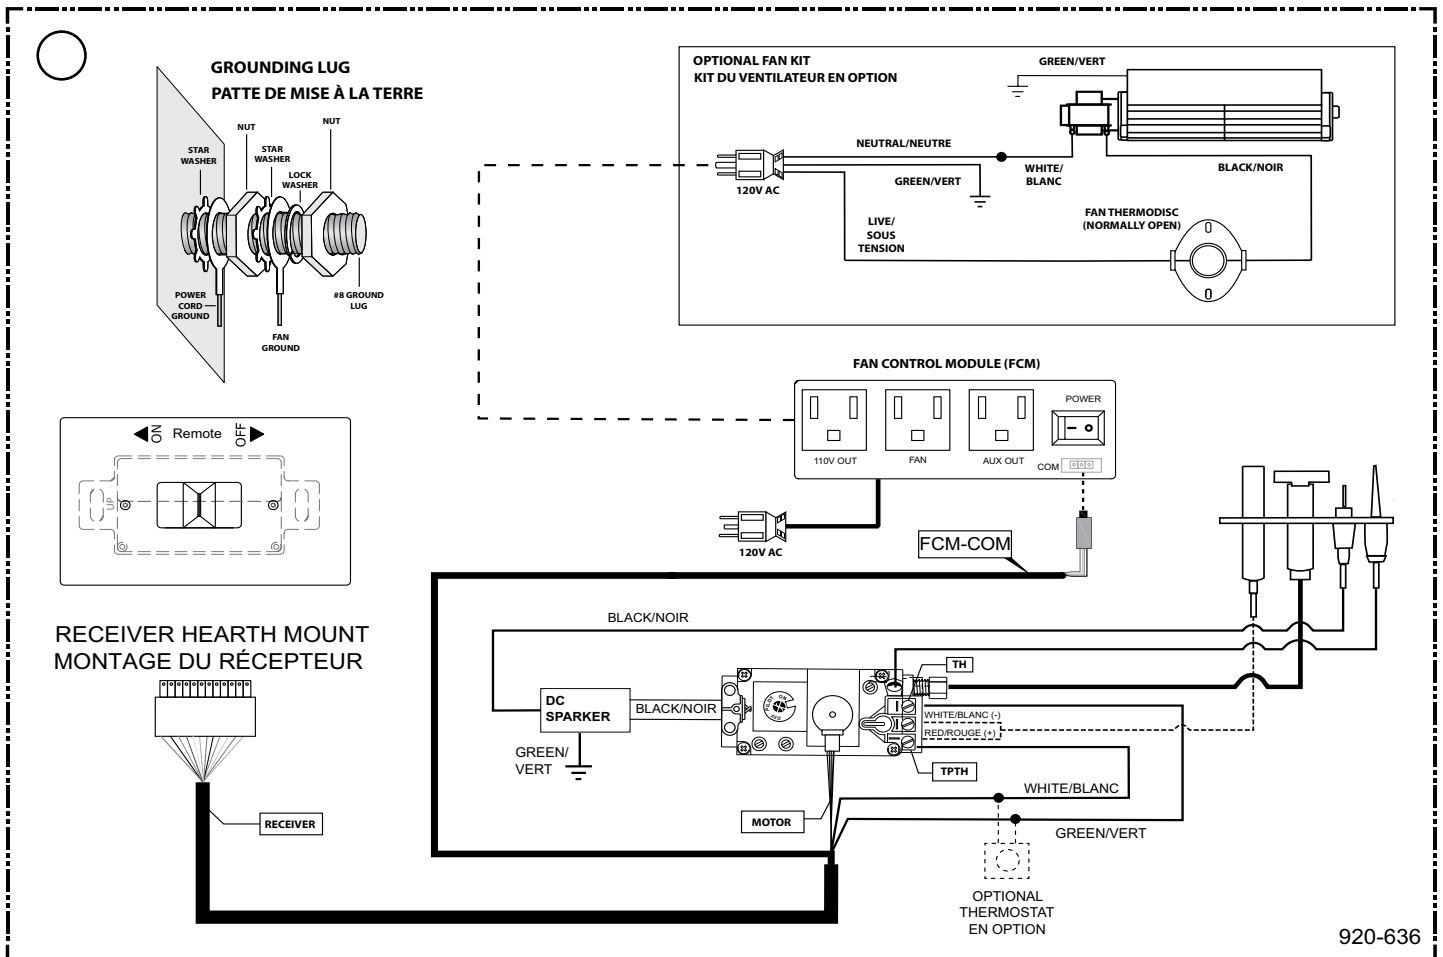 GROUNDING LUG
PATTE DE MISE À LA TERRE
NUT
NUT
STAR
WASHER
STAR
WASHER
LOCK
WASHER
POWER
CORD
GROUND
#8 GROUND
LUG
FAN
GROUND
OPTIONAL FAN KIT
KIT DU VENTILATEUR EN OPTION
GREEN/VERT
NEUTRAL/NEUTRE
120V AC
GREEN/VERT
WHITE/
BLANC
BLACK/NOIR
LIVE/
SOUS
TENSION
FAN THERMODISC
(NORMALLY OPEN)
FAN CONTROL MODULE (FCM)
POWER
110V OUT
FAN
AUX OUT
COM
120V AC
FCM-COM
ON
Remote
OFF
UP
RECEIVER HEARTH MOUNT
MONTAGE DU RÉCEPTEUR
RECEIVER
BLACK/NOIR
DC
SPARKER
BLACK/NOIR
GREEN/
VERT
PILOT
ON
OFF
TH
WHITE/BLANC (-)
RED/ROUGE (+)
TPTH
MOTOR
WHITE/BLANC
GREEN/VERT
OPTIONAL
THERMOSTAT
EN OPTION
920-636